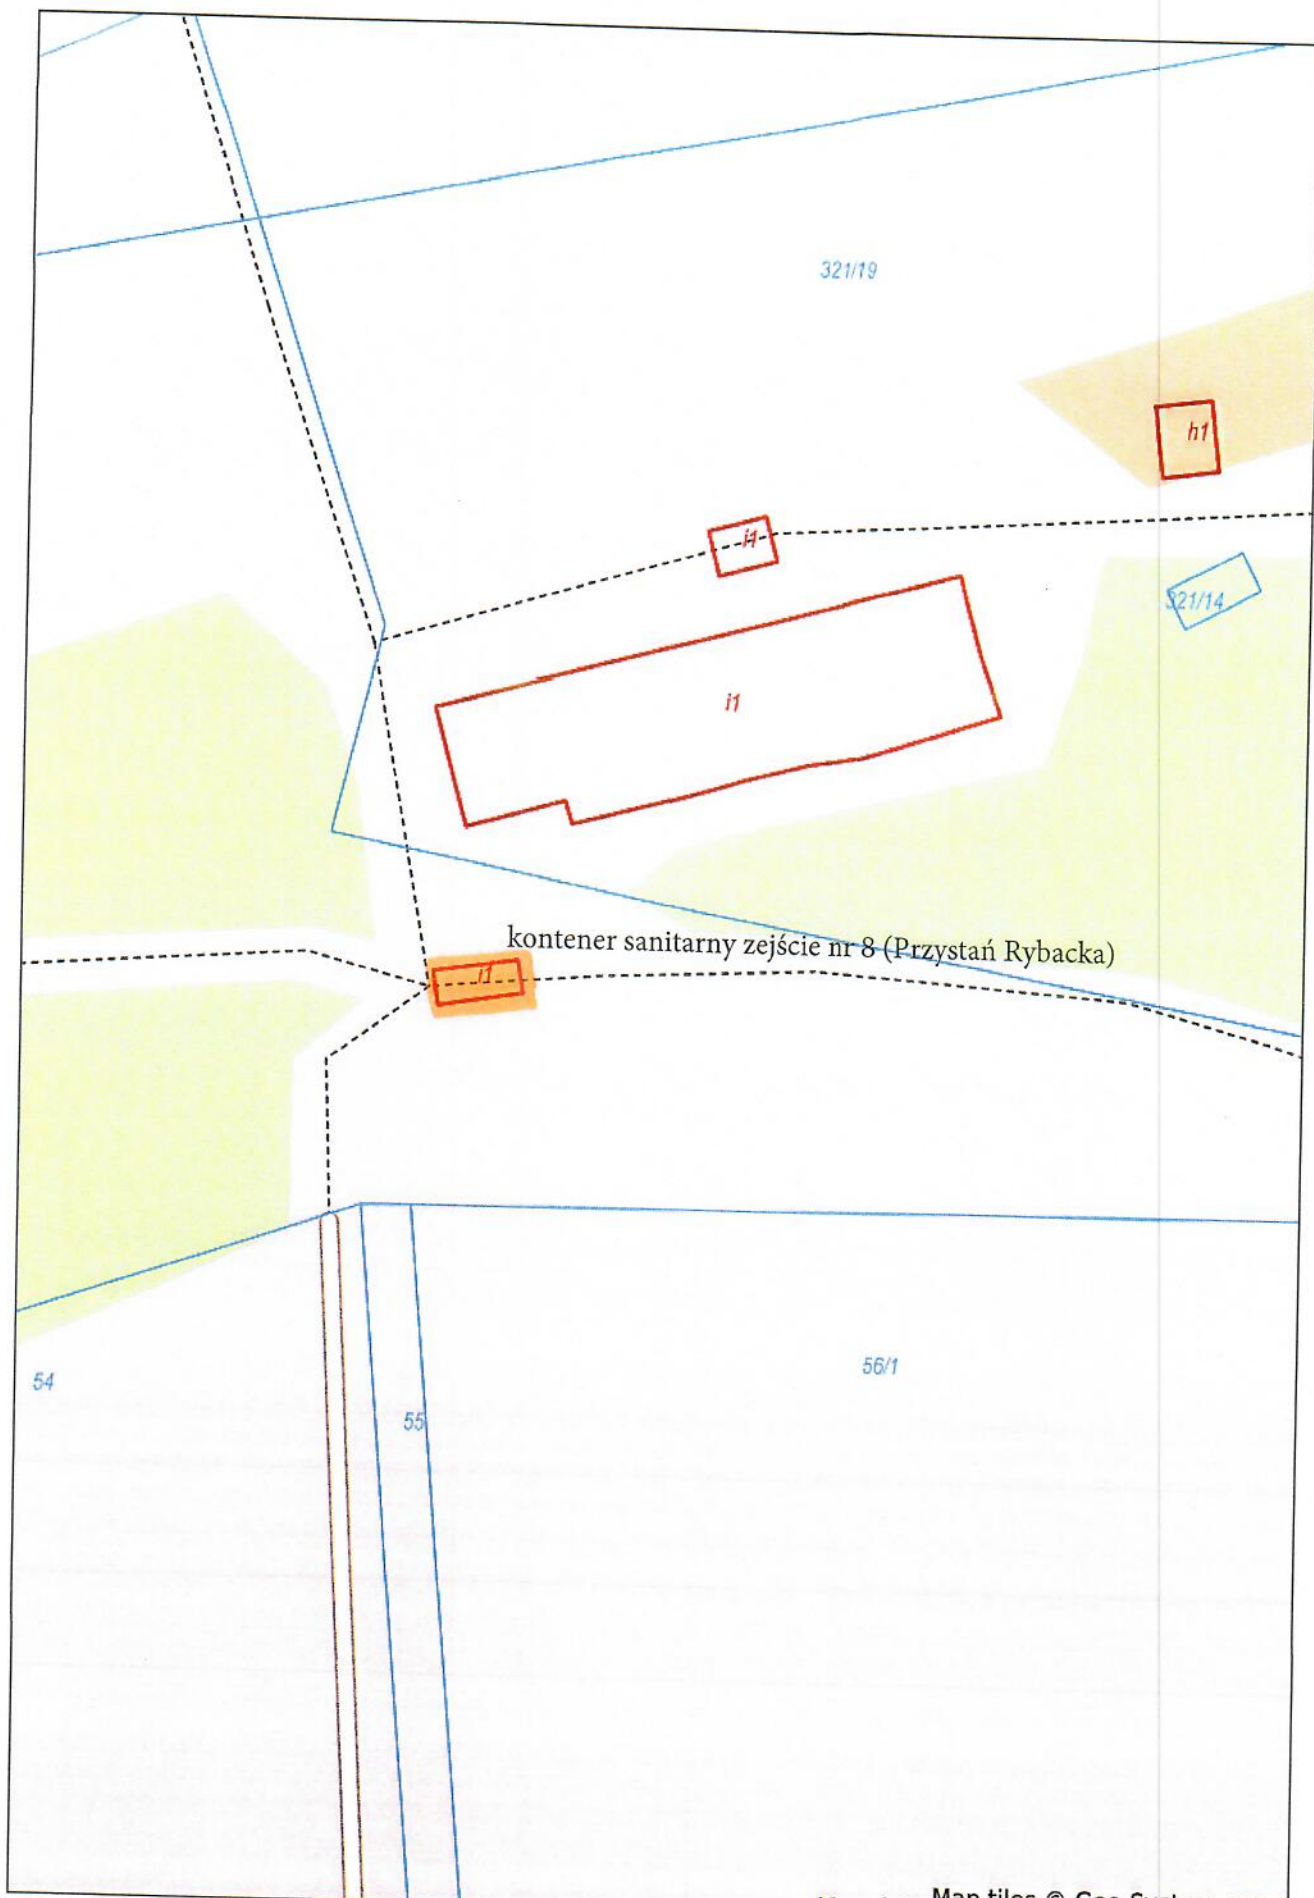 321/19
h1
i1
321/14
i1
kontener sanitarny zejście nr 8 (Przystań Rybacka)
i1
56/1
54
55
Map tiles © Geo-System